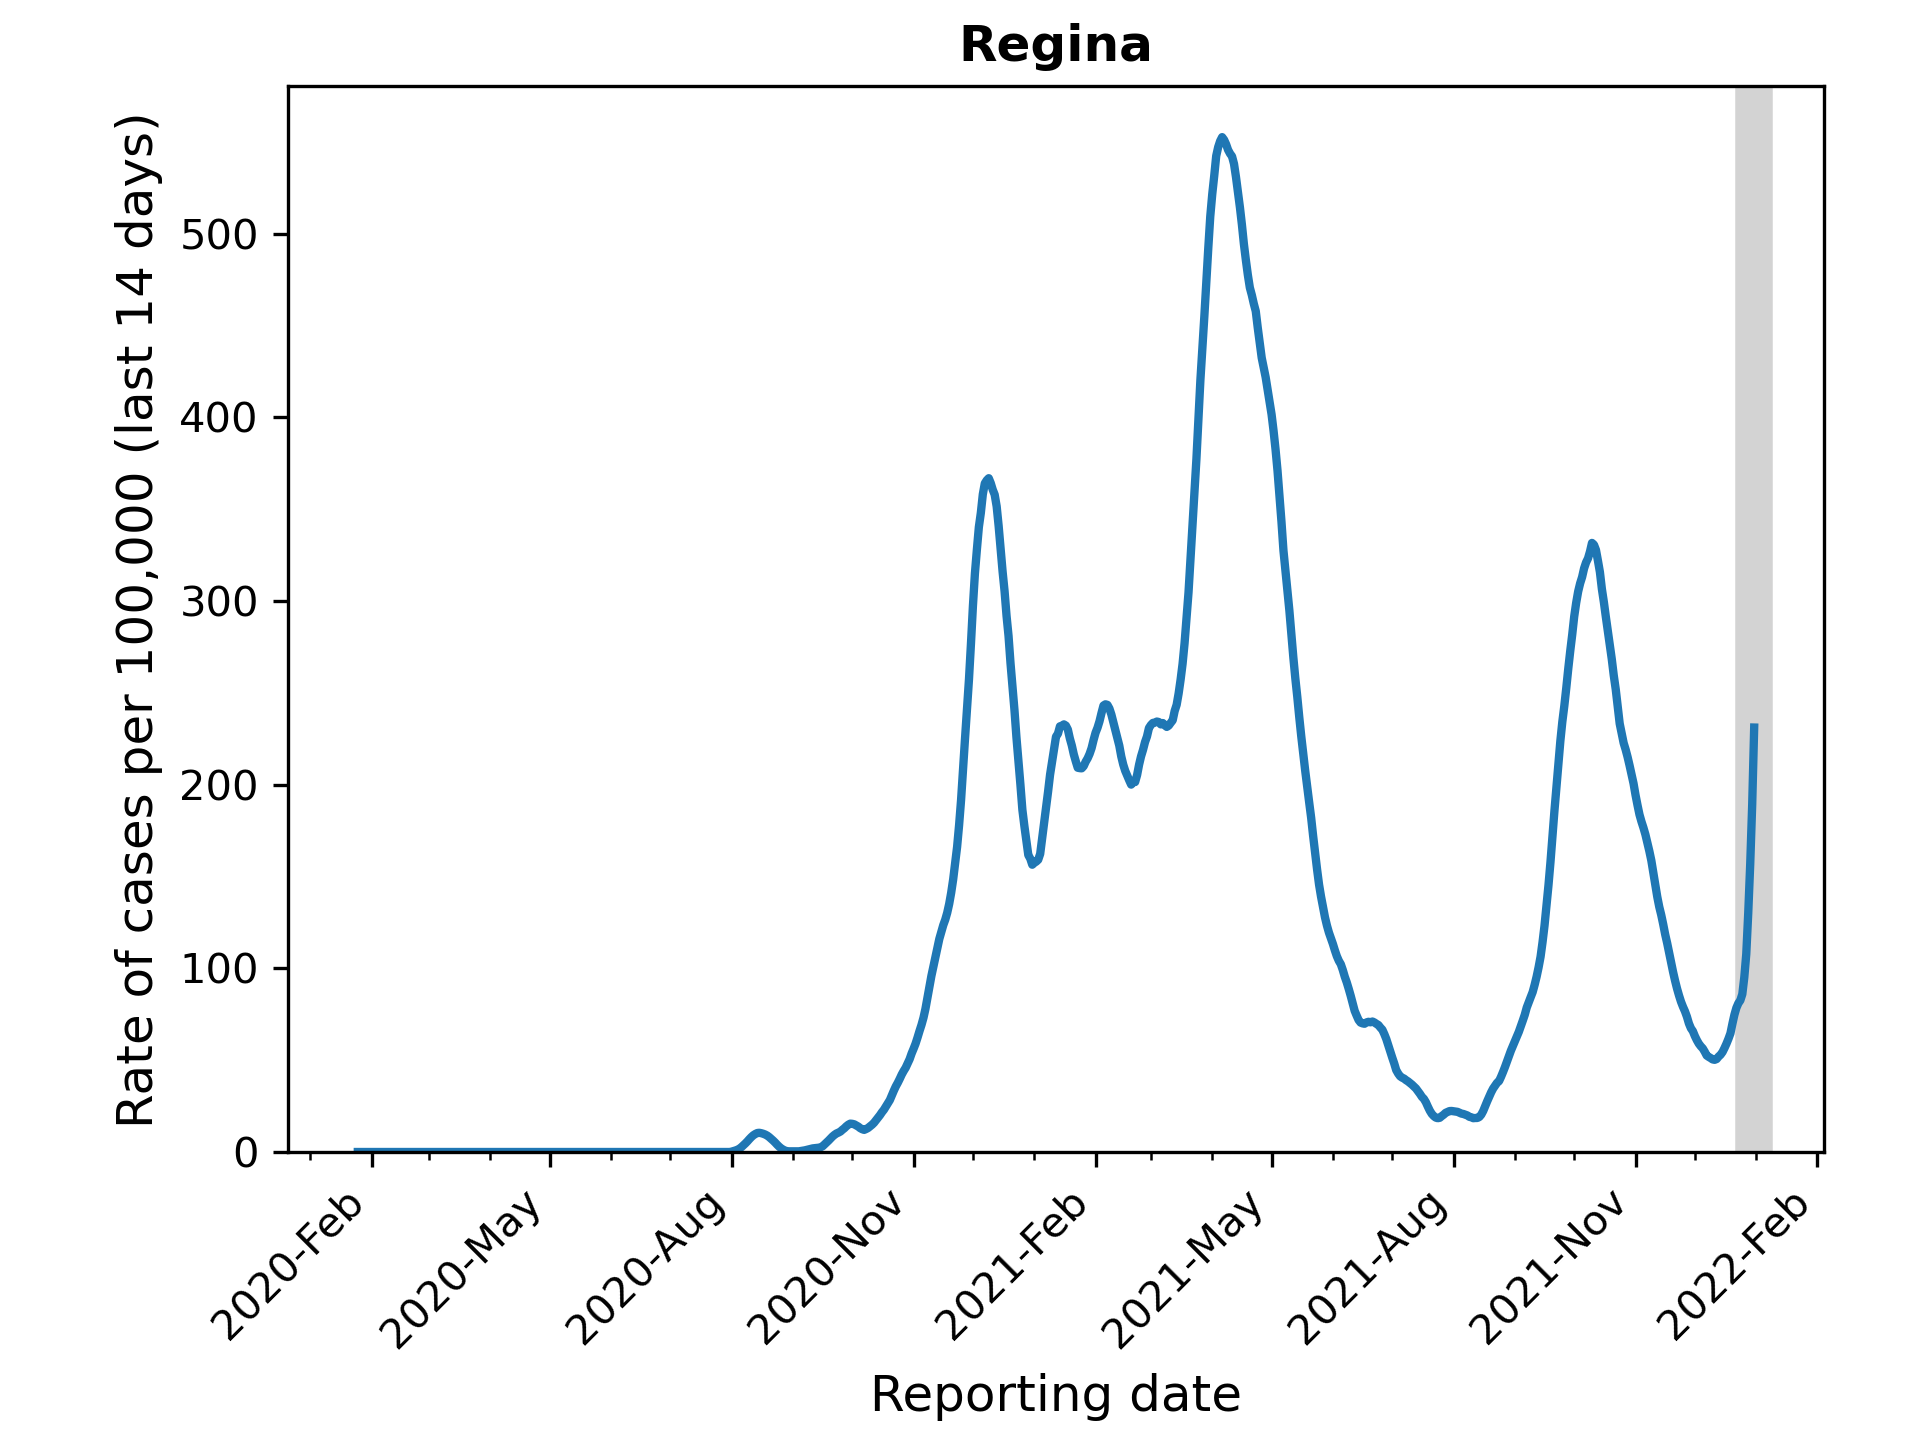 Regina
Rate of cases per 100,000 (last 14 days)
500
400
300
200
100
0
2020-Feb
2020-May
2020-Aug
2020-Nov
2021-Feb
2021-May
2021-Aug
2021-Nov
2022-Feb
Reporting date